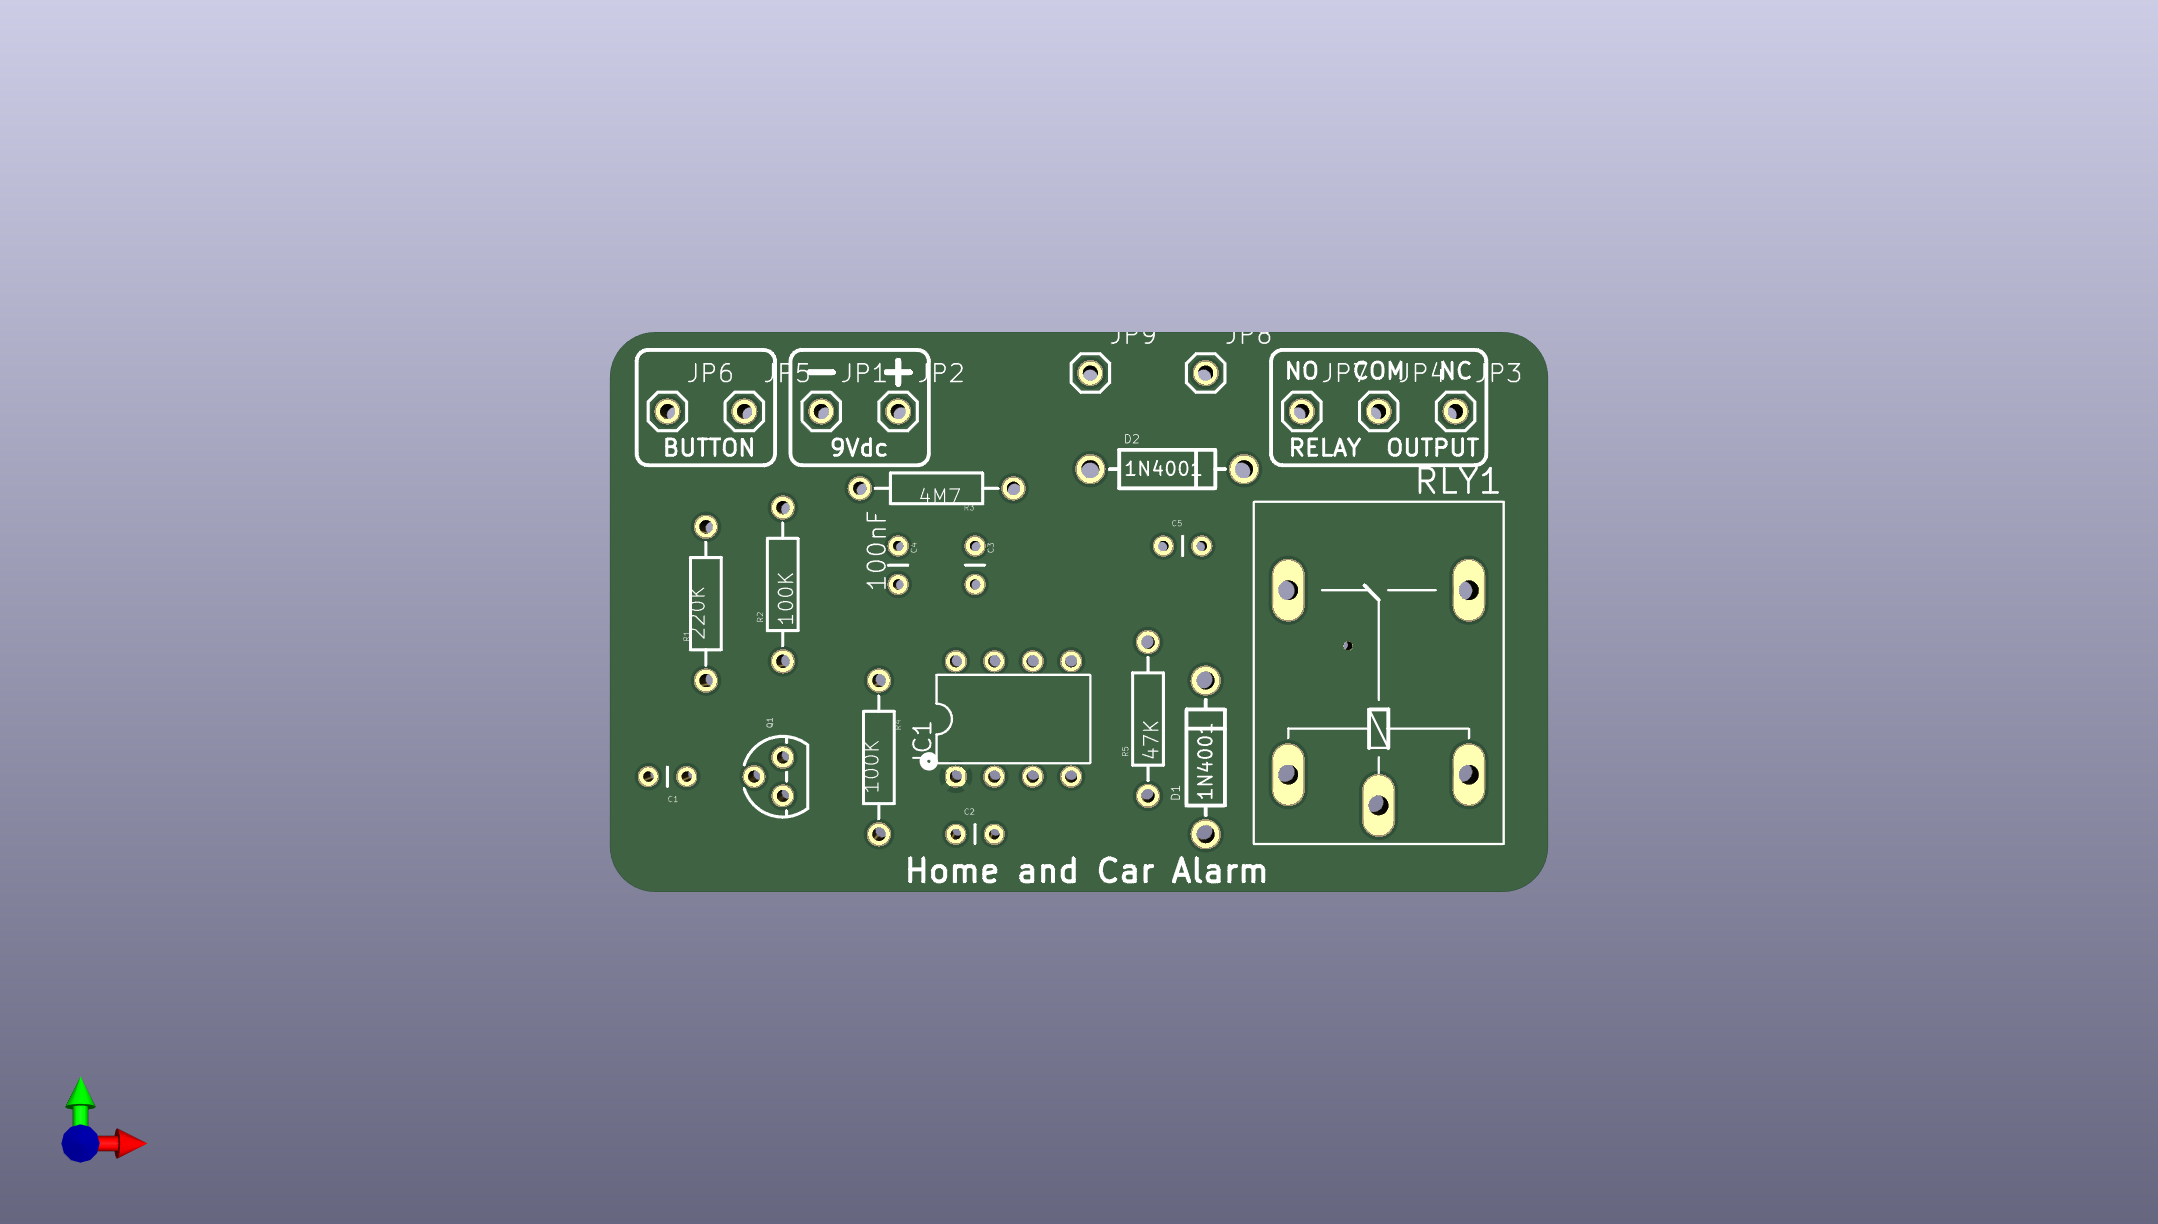 JP9 JP8
JP6 JP5 JP1 JP2
− +
NO COM NC
JP7 JP4 JP3
BUTTON
9Vdc
RELAY OUTPUT
D2
1N4001
RLY1
4M7
R3
100nF
C4
C3
C5
220K
R1
100K
R2
Q1
C1
100K
R4
IC1
47K
R5
1N4001
D1
C2
Home and Car Alarm